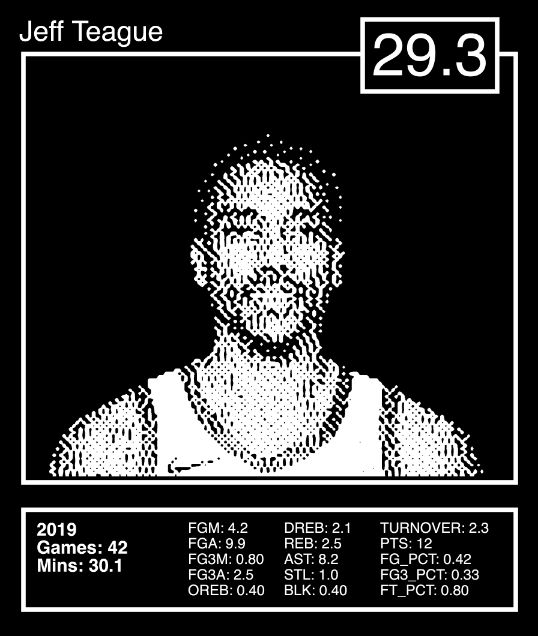 Jeff Teague
29.3
2019
Games: 42
Mins: 30.1
FGM: 4.2
FGA: 9.9
FG3M: 0.80
FG3A: 2.5
OREB: 0.40
DREB: 2.1
REB: 2.5
AST: 8.2
STL: 1.0
BLK: 0.40
TURNOVER: 2.3
PTS: 12
FG_PCT: 0.42
FG3_PCT: 0.33
FT_PCT: 0.80